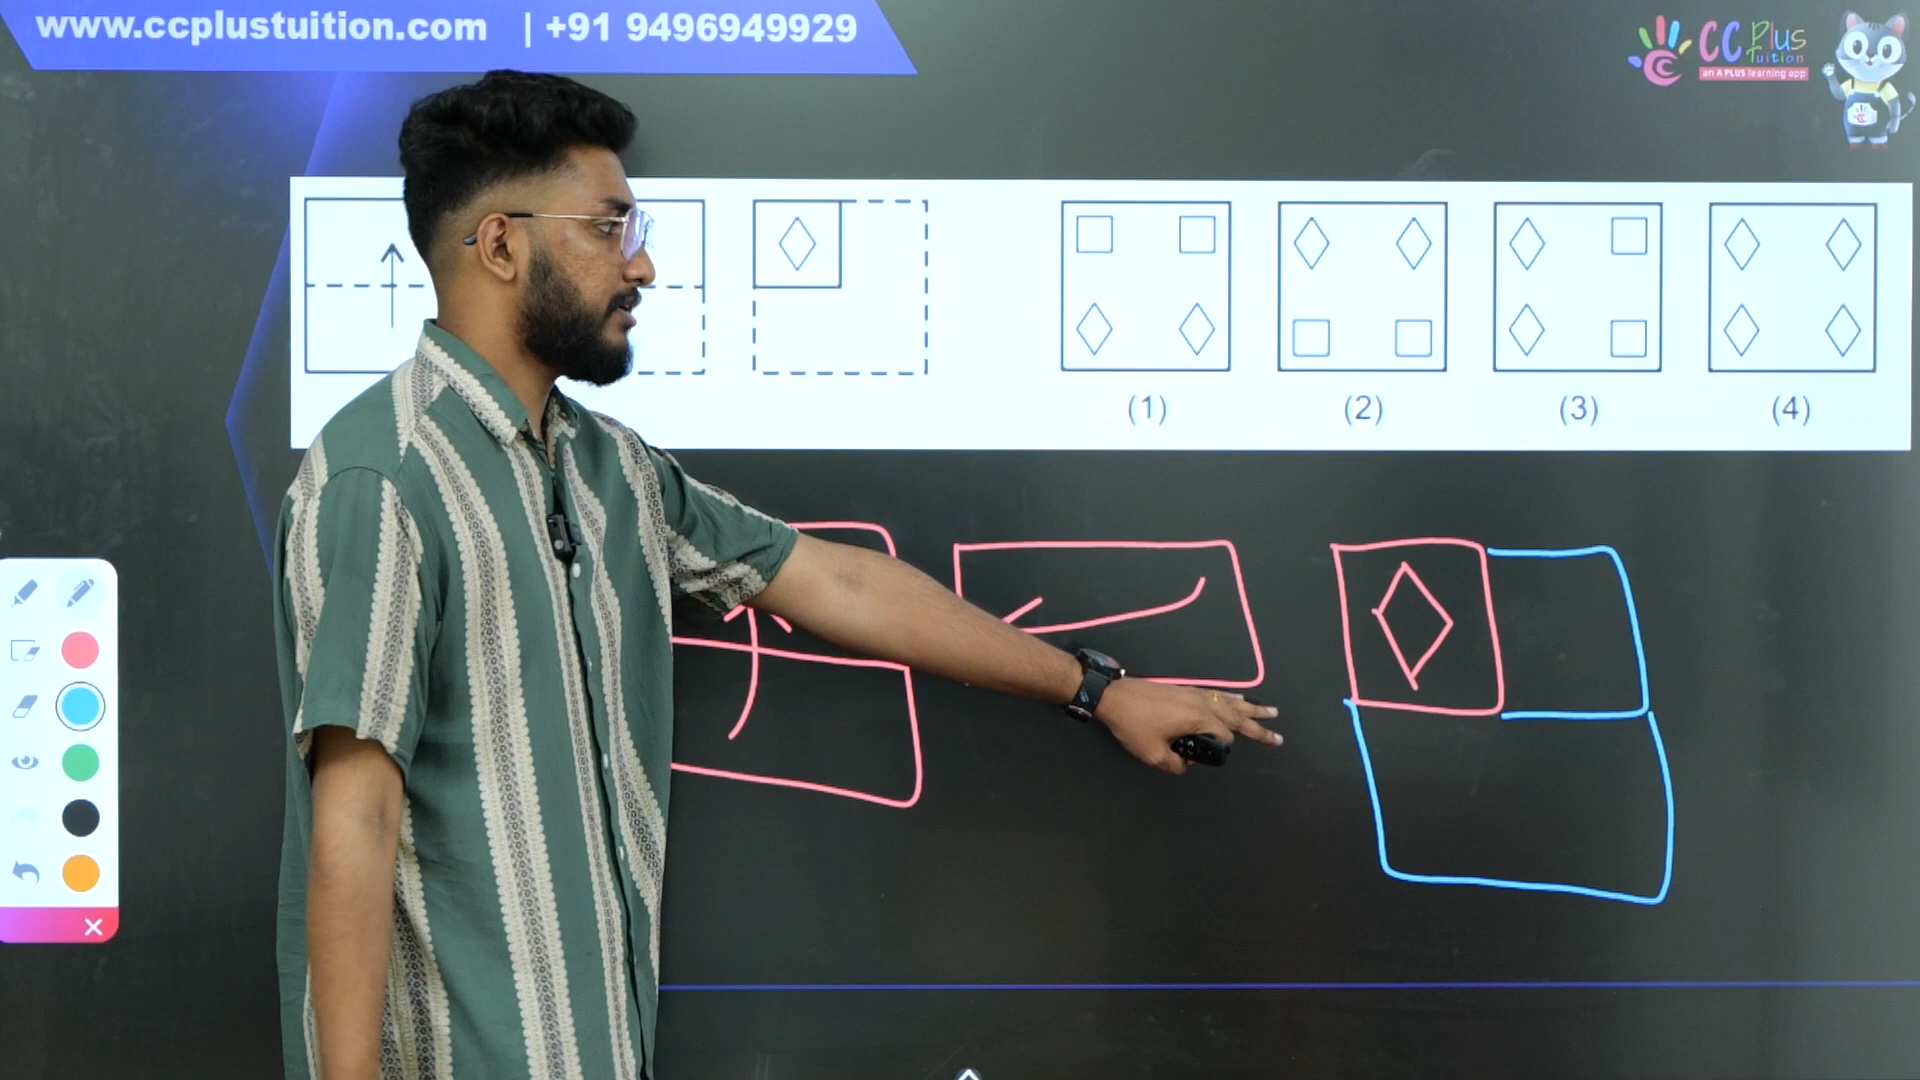 www.ccplustuition.com | +91 9496949929
CC Plus
Tuition
an A PLUS learning app
(1) (2) (3) (4)